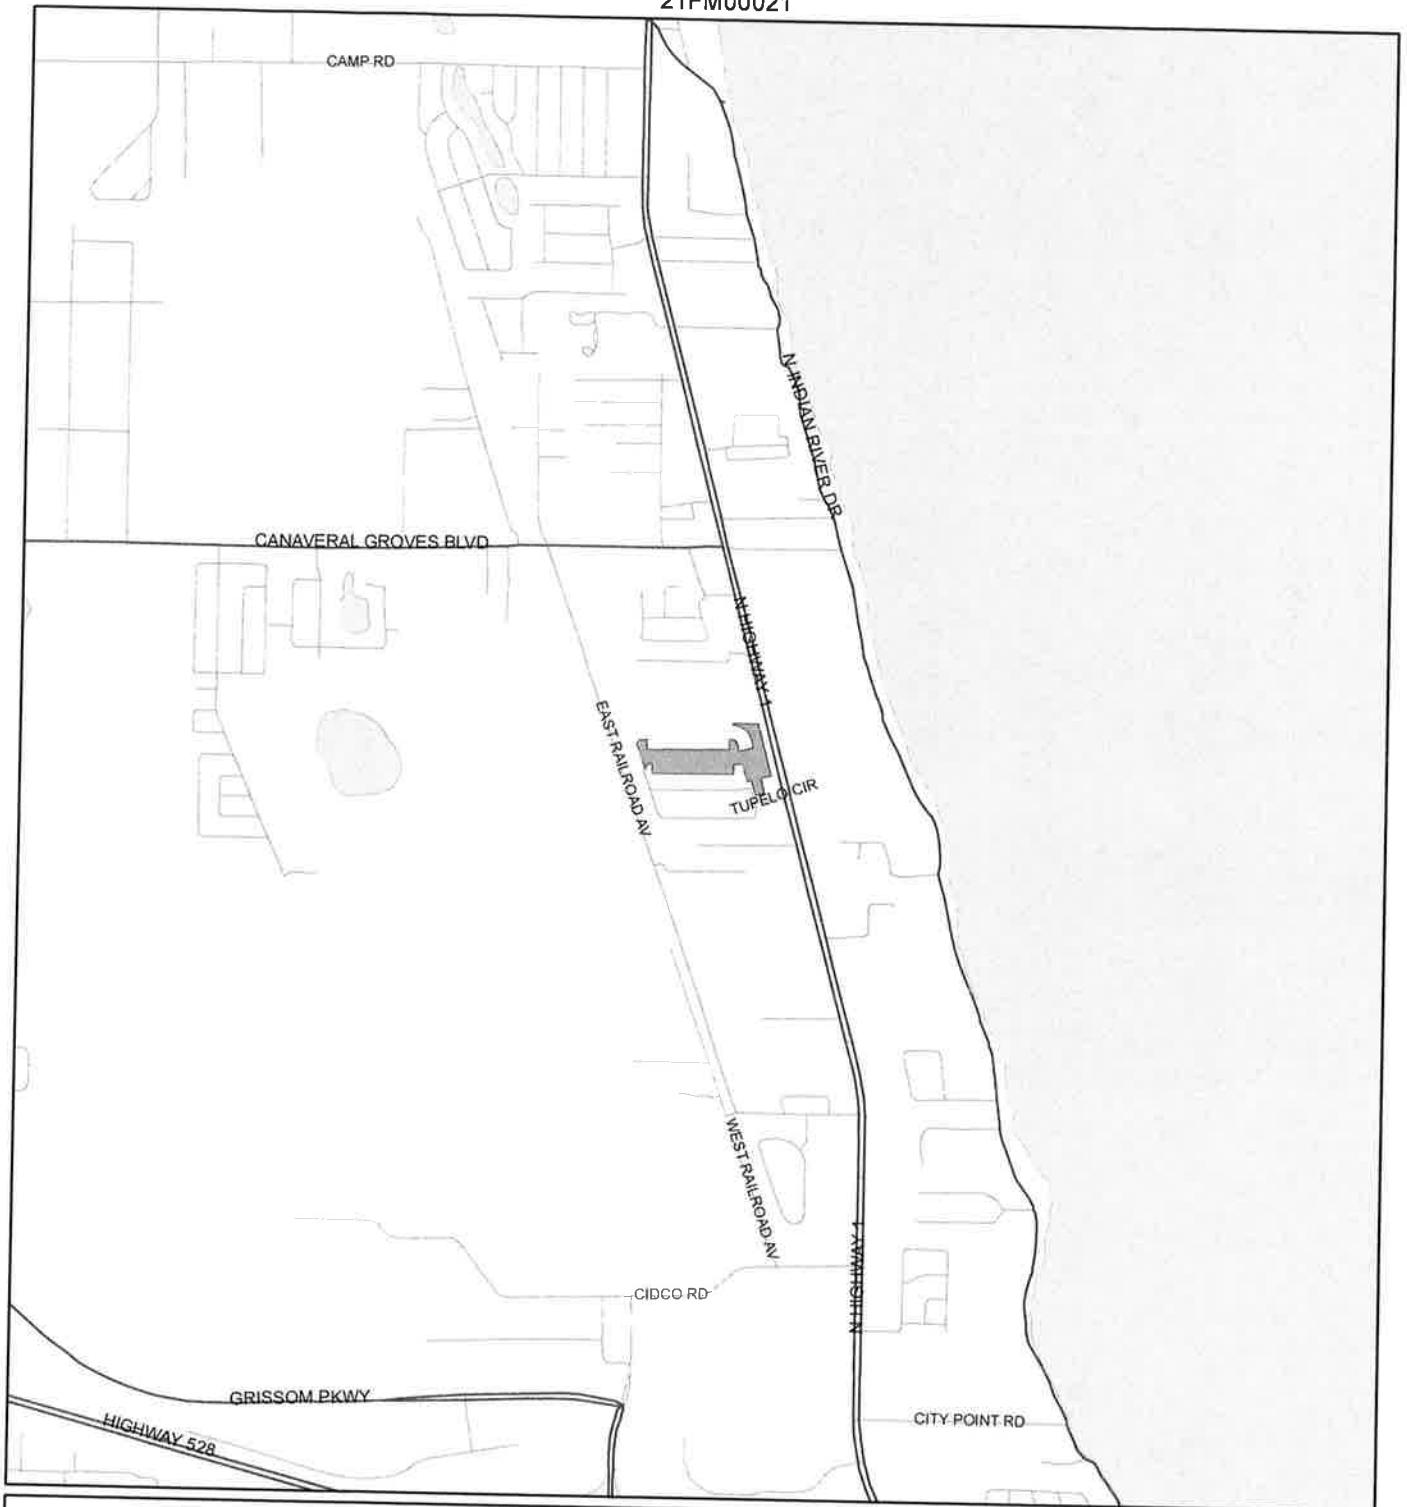 21FM00021
CAMP RD
N INDIAN RIVER DR
CANAVERAL GROVES BLVD
N HIGHWAY 1
EAST RAILROAD AV
TUPELO CIR
WEST RAILROAD AV
N HIGHWAY 1
CIDCO RD
GRISSOM PKWY
CITY POINT RD
HIGHWAY 528